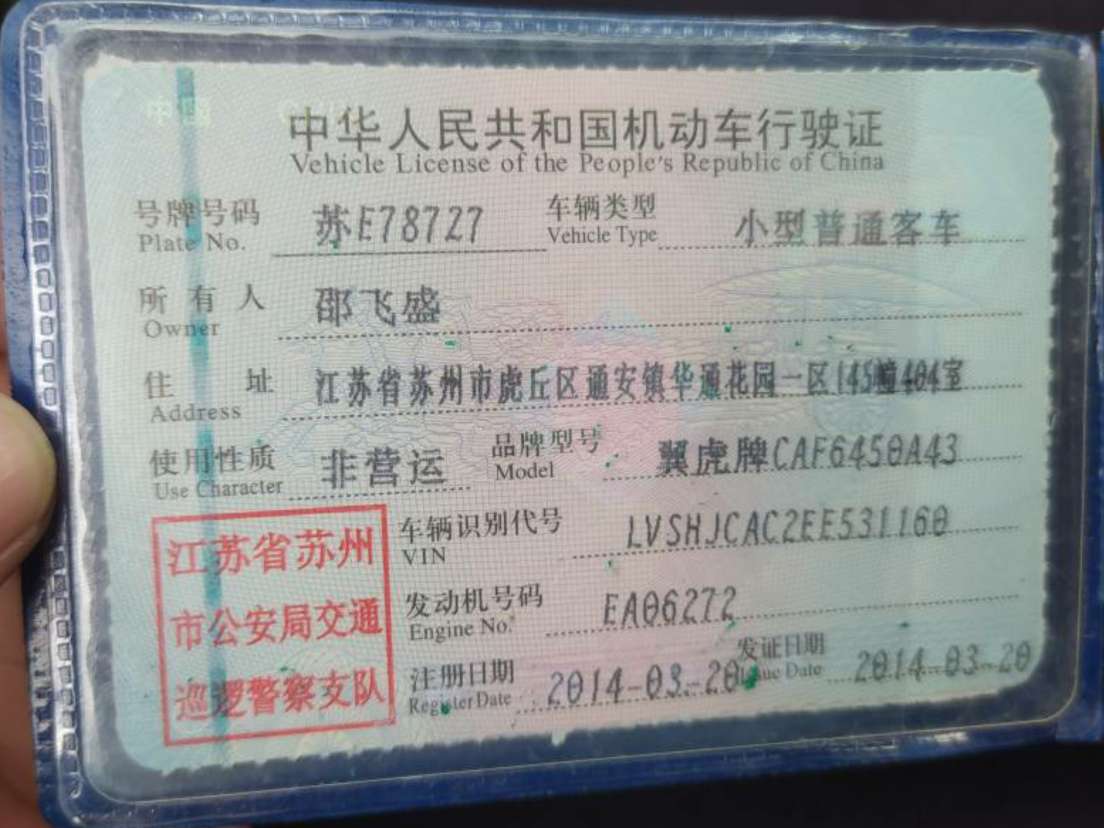 中华人民共和国机动车行驶证
Vehicle License of the People's Republic of China
号牌号码 苏E78727 车辆类型 小型普通客车
Plate No. Vehicle Type
所有人 邵飞盛
Owner
住址 江苏省苏州市虎丘区通安镇华通花园一区145幢404室
Address
使用性质 非营运 品牌型号 翼虎牌CAF6450A43
Use Character Model
车辆识别代号 LVSHJCAC2EE531160
VIN
发动机号码 EA06272
Engine No.
注册日期 2014-03-20 发证日期 2014-03-20
Register Date Issue Date
江苏省苏州
市公安局交通
巡逻警察支队